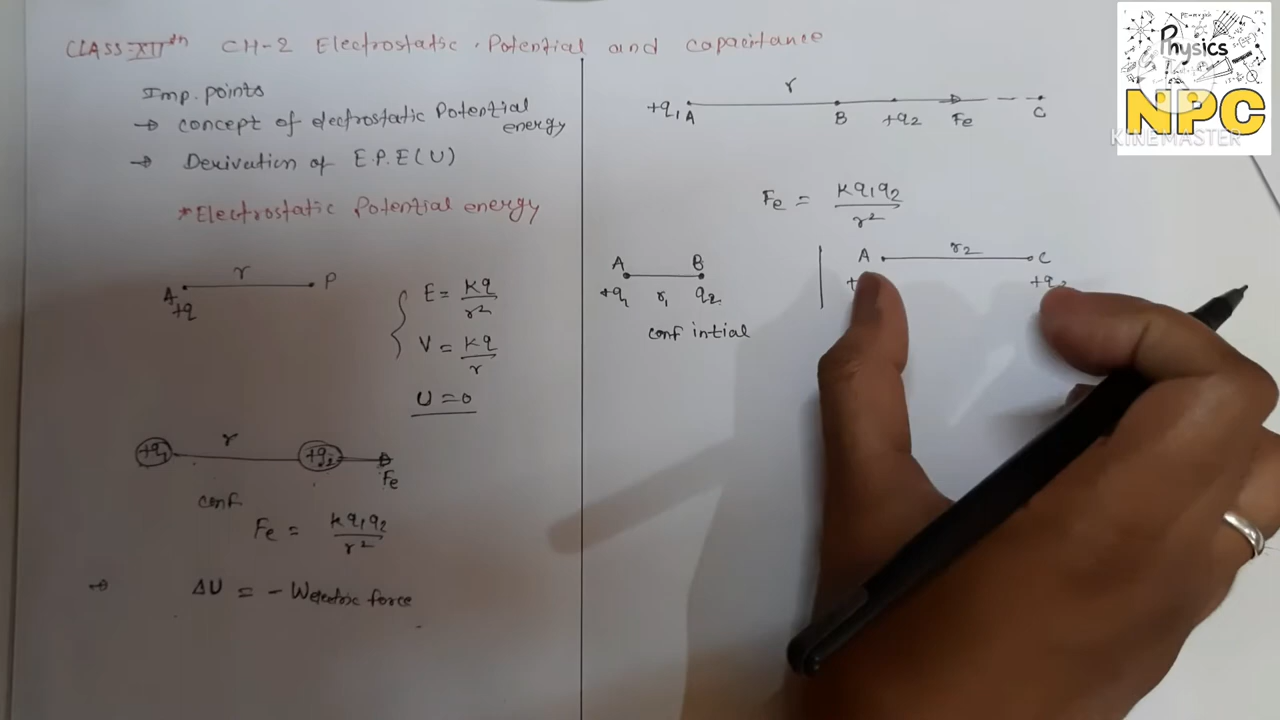 CLASS-XIIth CH-2 Electrostatic Potential and capacitance
Imp. points
→ concept of electrostatic Potential energy
→ Derivation of E.P.E(U)
*Electrostatic Potential energy
r
A P
+q
E = kq/r²
V = kq/r
U = 0
+q1 r +q2
Fe
conf
Fe = kq1q2/r²
→ ΔU = - Welectric force
r
+q1 A B +q2 Fe C
Fe = kq1q2/r²
A B
+q1 r1 q2
conf intial
A r2 C
+q2
Physics
NPC
KINEMASTER